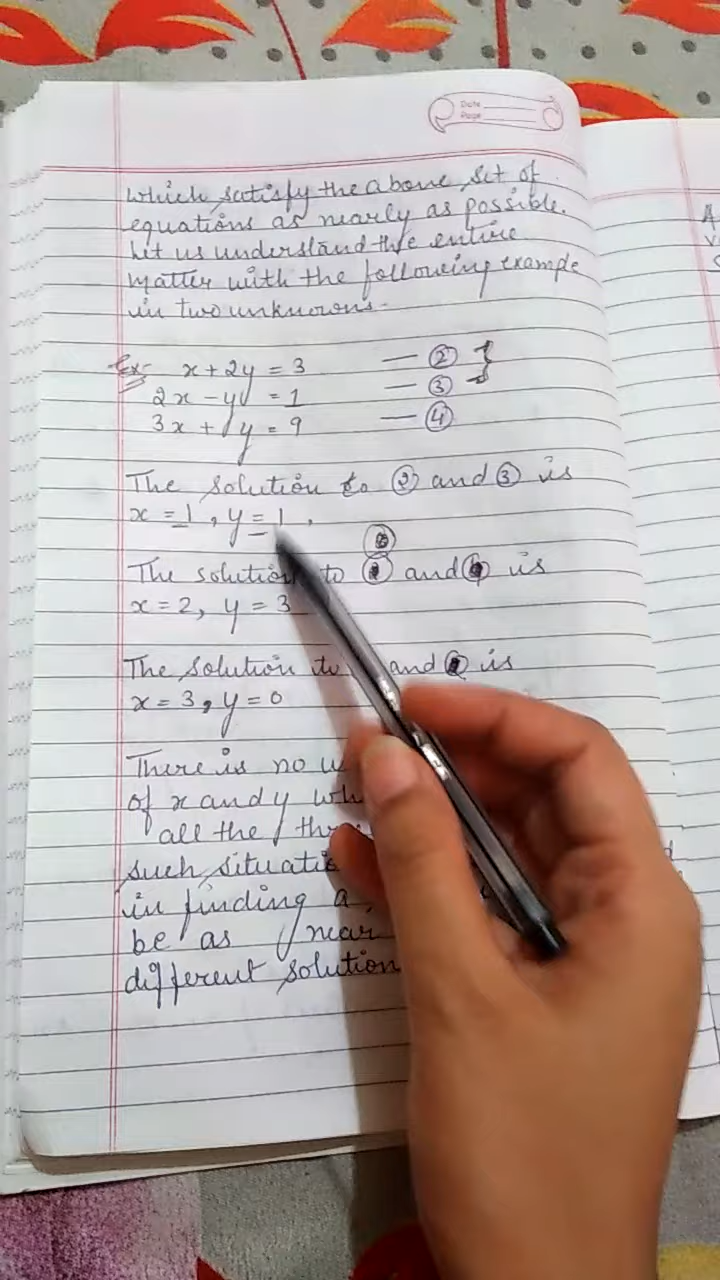 Date
Page
which satisfy the above set of
equations as nearly as possible.
Let us understand the entire
matter with the following example
in two unknowns.
Ex:- x + 2y = 3 — ②
2x - y = 1 — ③
3x + y = 9 — ④
The solution to ② and ③ is
x = 1, y = 1.
The solution to and is
x = 2, y = 3
The solution to and is
x = 3, y = 0
There is no
of x and y
all the
such
in finding a
be as near
different solution
A